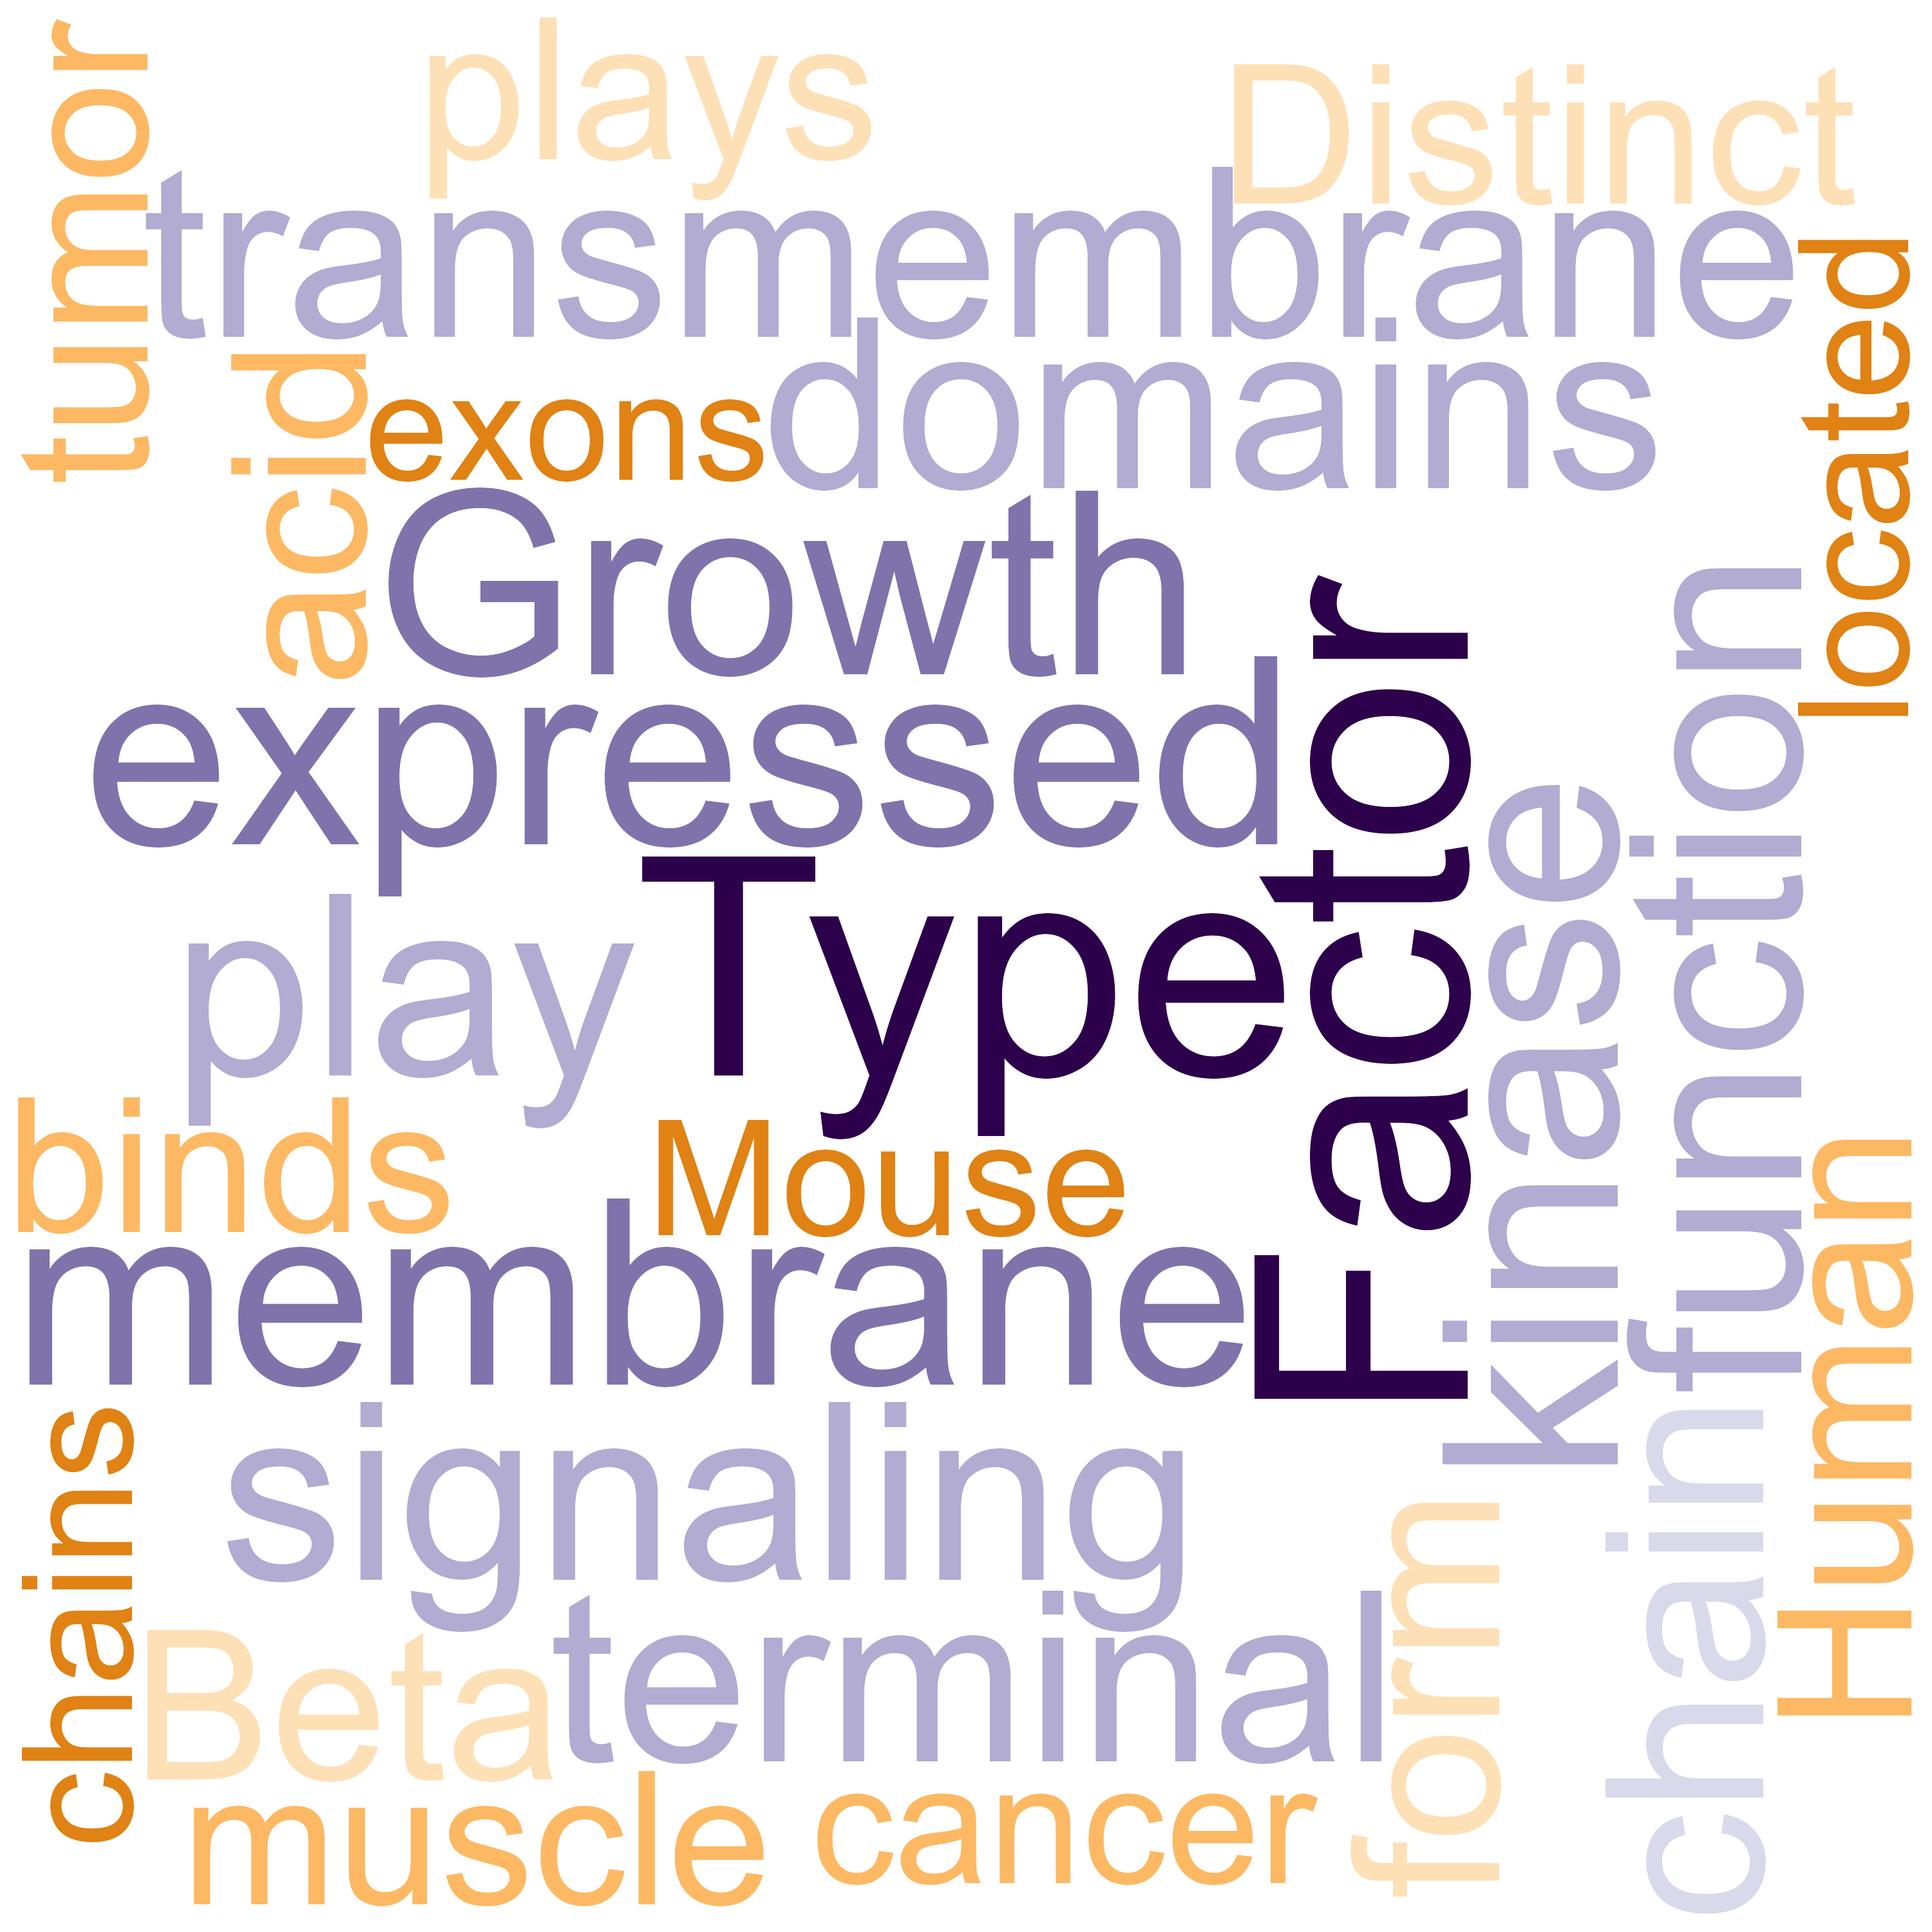 plays
Distinct
tumor
transmembrane
located
domains
acid
exons
Growth
function
Factor
expressed
kinase
Type
play
binds
Mouse
Human
membrane
chains
signaling
chain
form
terminal
Beta
muscle
cancer